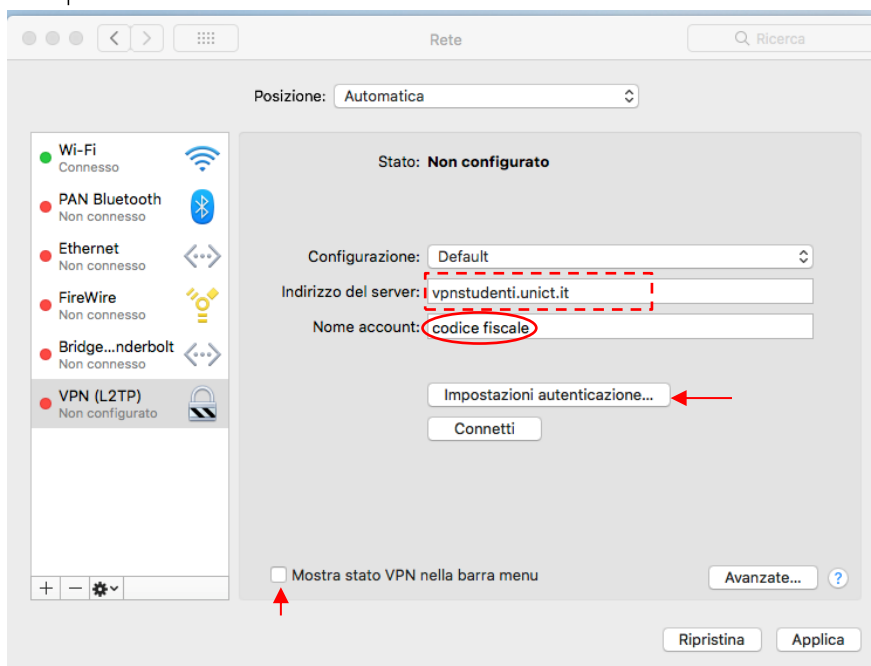 Rete
Ricerca
Posizione: Automatica
Wi-Fi
Connesso
PAN Bluetooth
Non connesso
Ethernet
Non connesso
FireWire
Non connesso
Bridge...nderbolt
Non connesso
VPN (L2TP)
Non configurato
Stato: Non configurato
Configurazione: Default
Indirizzo del server: vpnstudenti.unict.it
Nome account: codice fiscale
Impostazioni autenticazione...
Connetti
Mostra stato VPN nella barra menu
Avanzate... ?
Ripristina Applica